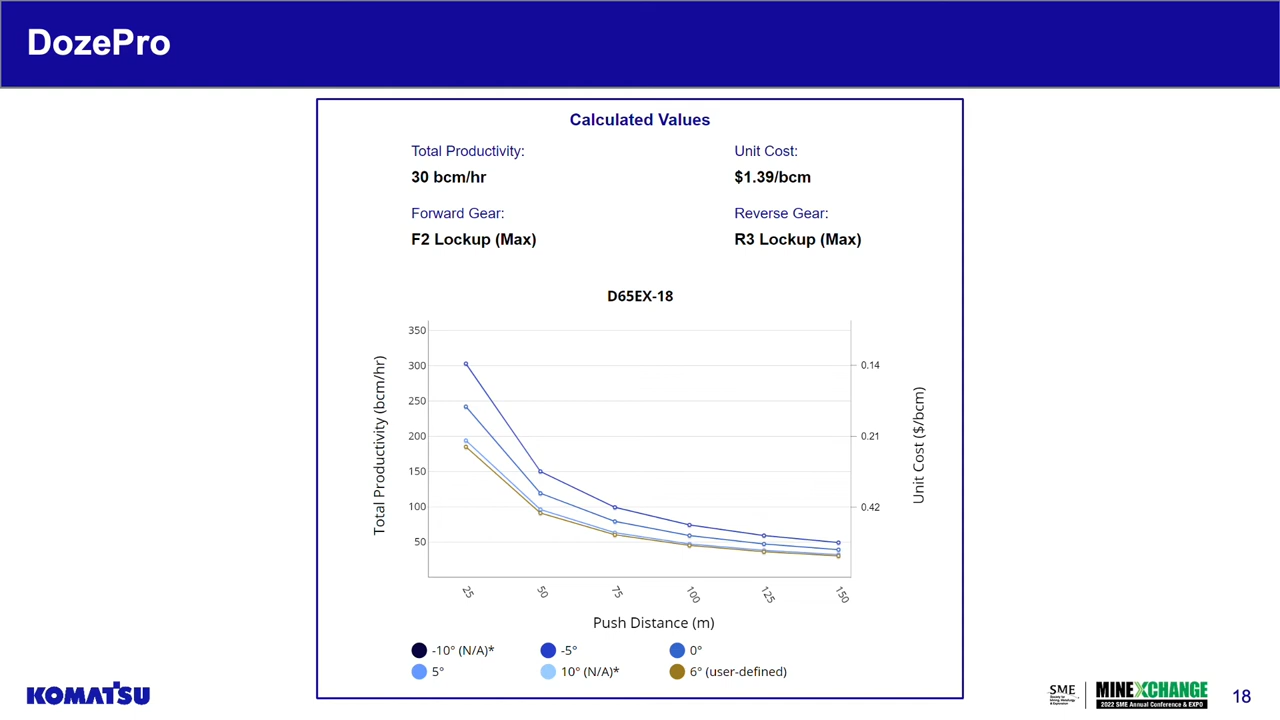 DozePro
Calculated Values
Total Productivity: Unit Cost:
30 bcm/hr $1.39/bcm
Forward Gear: Reverse Gear:
F2 Lockup (Max) R3 Lockup (Max)
D65EX-18
Total Productivity (bcm/hr)
350
300
250
200
150
100
50
0.14
0.21
0.42
Unit Cost ($/bcm)
25 50 75 100 125 150
Push Distance (m)
-10° (N/A)* -5° 0°
5° 10° (N/A)* 6° (user-defined)
KOMATSU
SME
MINEXCHANGE
2022 SME Annual Conference & EXPO
18